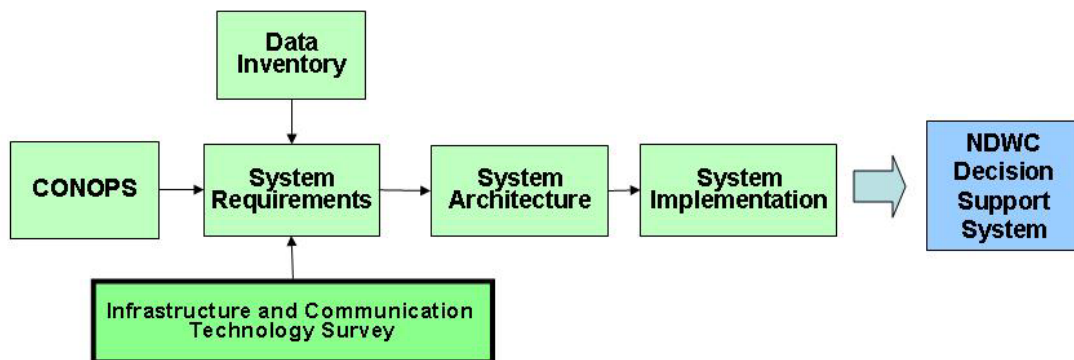 Data
Inventory
CONOPS
System
Requirements
System
Architecture
System
Implementation
NDWC
Decision
Support
System
Infrastructure and Communication
Technology Survey